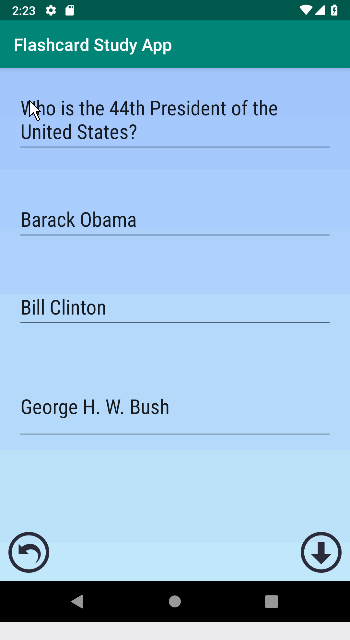 2:23
Flashcard Study App
Who is the 44th President of the
United States?
Barack Obama
Bill Clinton
George H. W. Bush